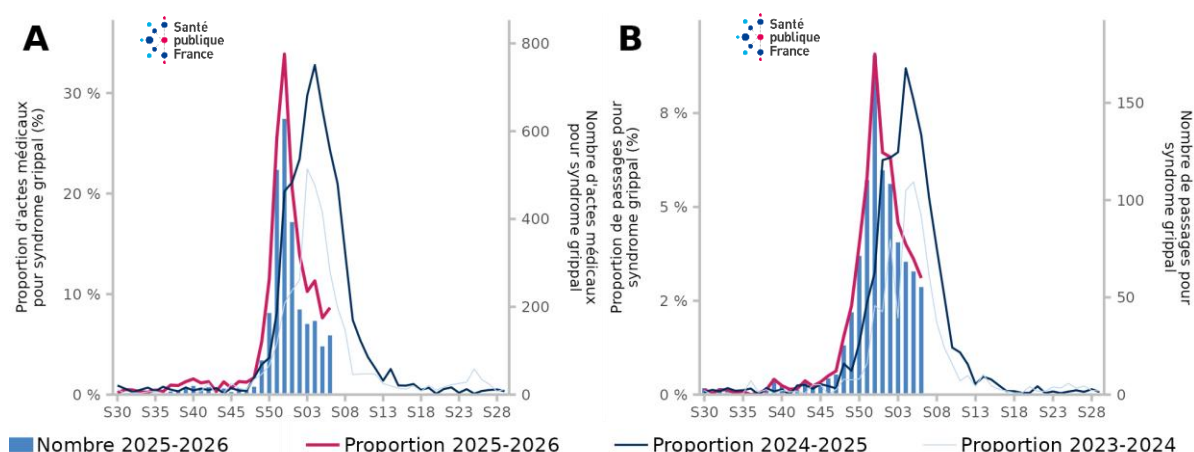 A
Santé
publique
France
Proportion d'actes médicaux
pour syndrome grippal (%)
30 %
20 %
10 %
0 %
800
600
400
200
0
Nombre d'actes médicaux
pour syndrome grippal
S30 S35 S40 S45 S50 S03 S08 S13 S18 S23 S28
B
Santé
publique
France
Proportion de passages pour
syndrome grippal (%)
8 %
5 %
2 %
0 %
150
100
50
0
Nombre de passages pour
syndrome grippal
S30 S35 S40 S45 S50 S03 S08 S13 S18 S23 S28
Nombre 2025-2026 Proportion 2025-2026 Proportion 2024-2025 Proportion 2023-2024